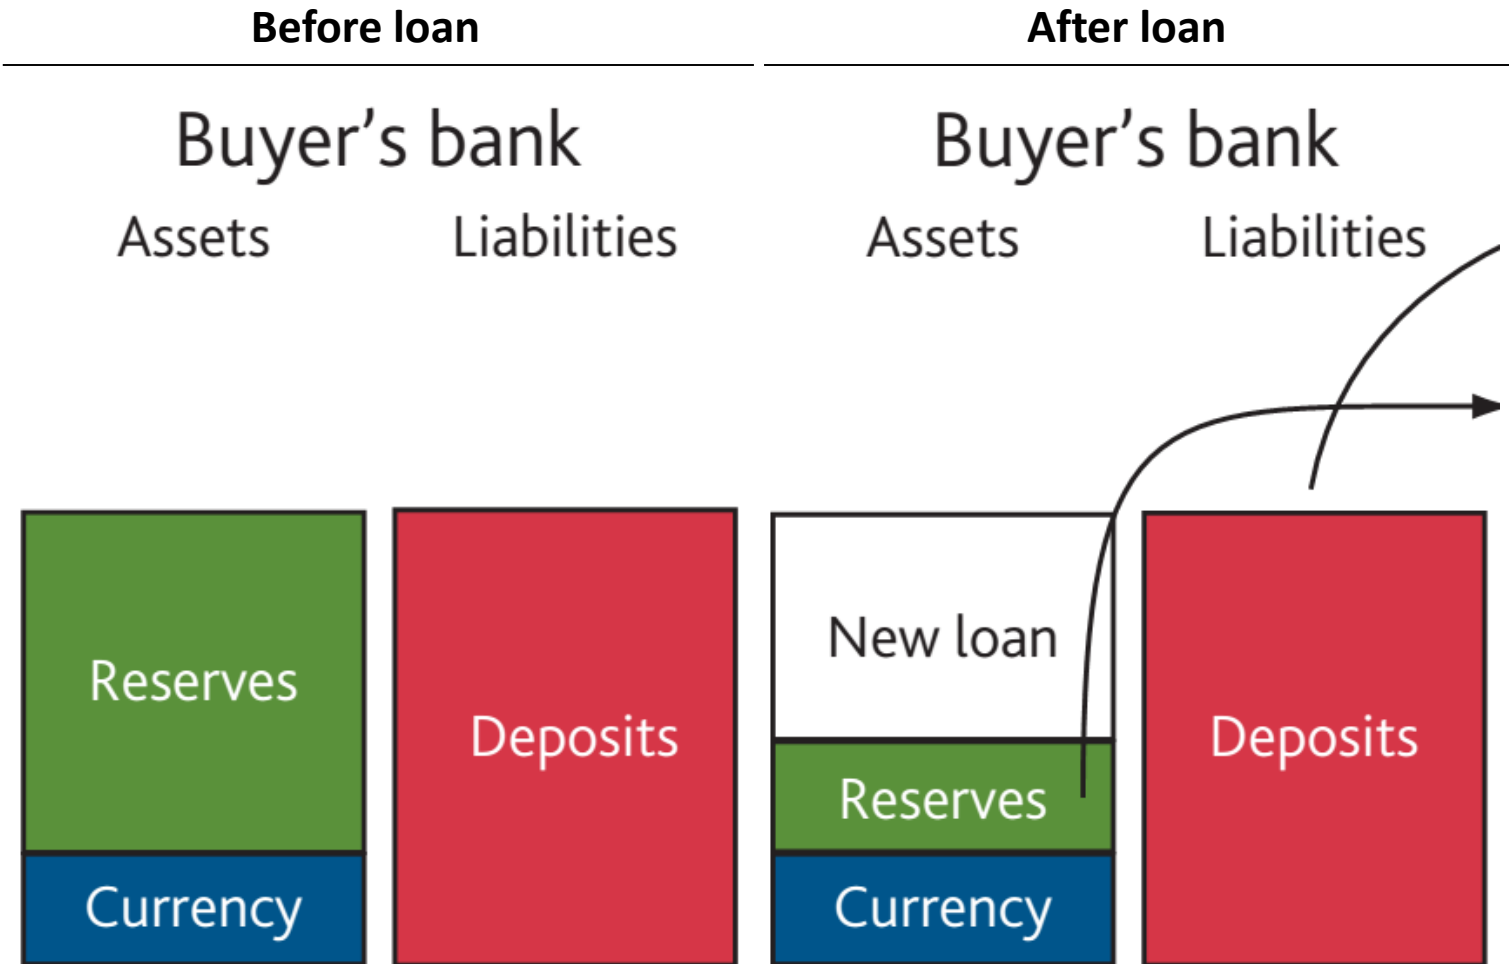 Before loan
After loan
Buyer’s bank
Buyer’s bank
Assets
Liabilities
Assets
Liabilities
Reserves
Currency
Deposits
New loan
Reserves
Currency
Deposits